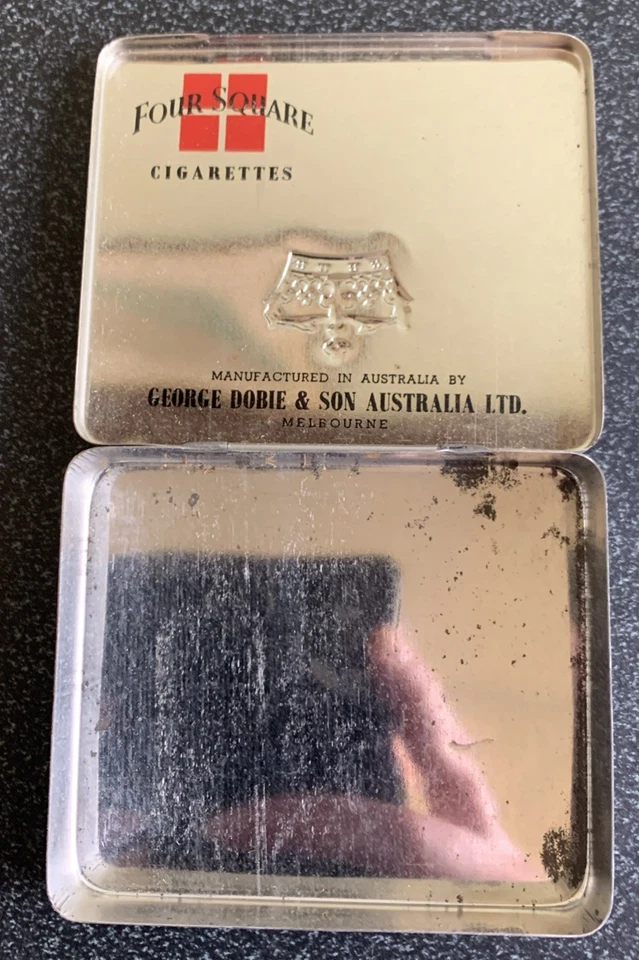 FOUR SQUARE
CIGARETTES
MANUFACTURED IN AUSTRALIA BY
GEORGE DOBIE & SON AUSTRALIA LTD.
MELBOURNE